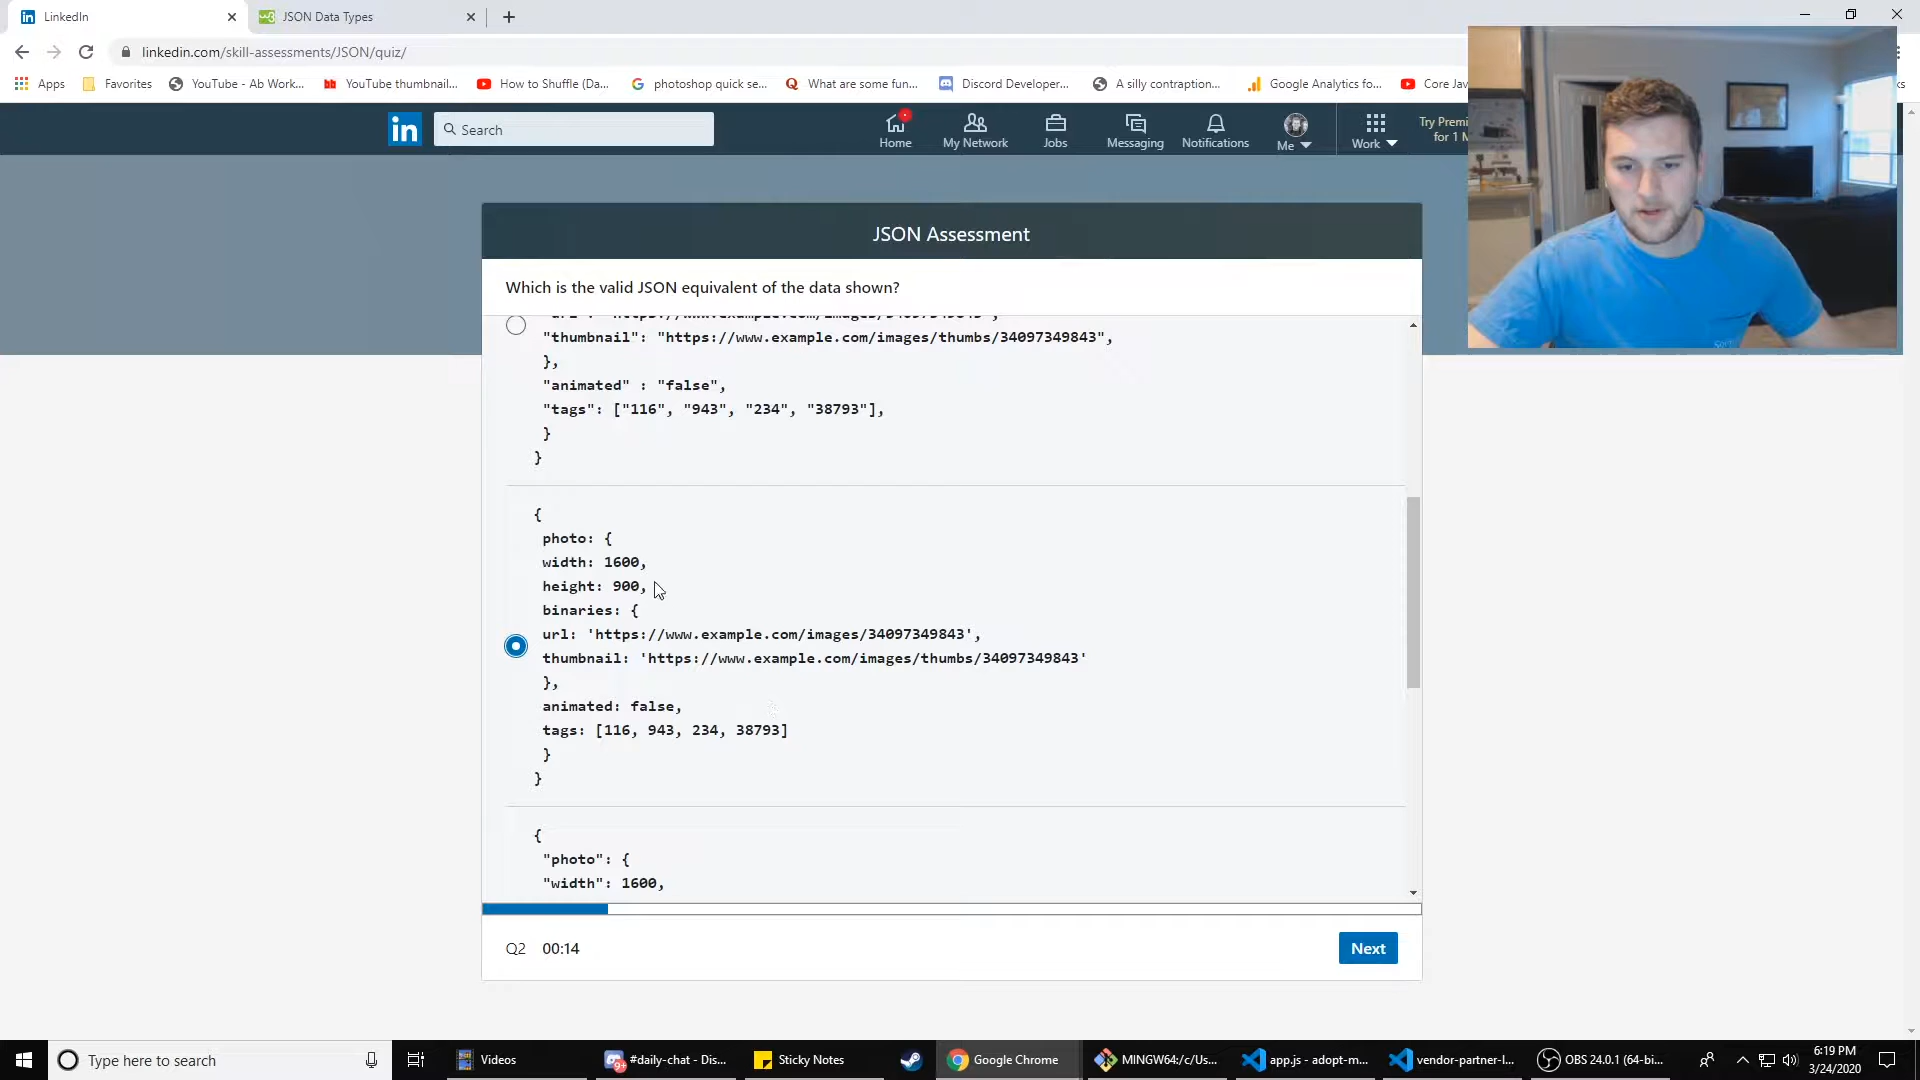 LinkedIn
JSON Data Types
linkedin.com/skill-assessments/JSON/quiz/
Apps
Favorites
YouTube - Ab Work...
YouTube thumbnail...
How to Shuffle (Da...
photoshop quick se...
What are some fun...
Discord Developer...
A silly contraption...
Google Analytics fo...
Core Jav
in
Search
Home
My Network
Jobs
Messaging
Notifications
Me
Work
Try Premi
for 1 M
JSON Assessment
Which is the valid JSON equivalent of the data shown?
"thumbnail": "https://www.example.com/images/thumbs/34097349843",
},
"animated" : "false",
"tags": ["116", "943", "234", "38793"],
}
}
{
photo: {
width: 1600,
height: 900,
binaries: {
url: 'https://www.example.com/images/34097349843',
thumbnail: 'https://www.example.com/images/thumbs/34097349843'
},
animated: false,
tags: [116, 943, 234, 38793]
}
}
{
"photo": {
"width": 1600,
Q2 00:14
Next
Type here to search
Videos
#daily-chat - Dis...
Sticky Notes
Google Chrome
MINGW64:/c/Us...
app.js - adopt-m...
vendor-partner-l...
OBS 24.0.1 (64-bi...
6:19 PM
3/24/2020